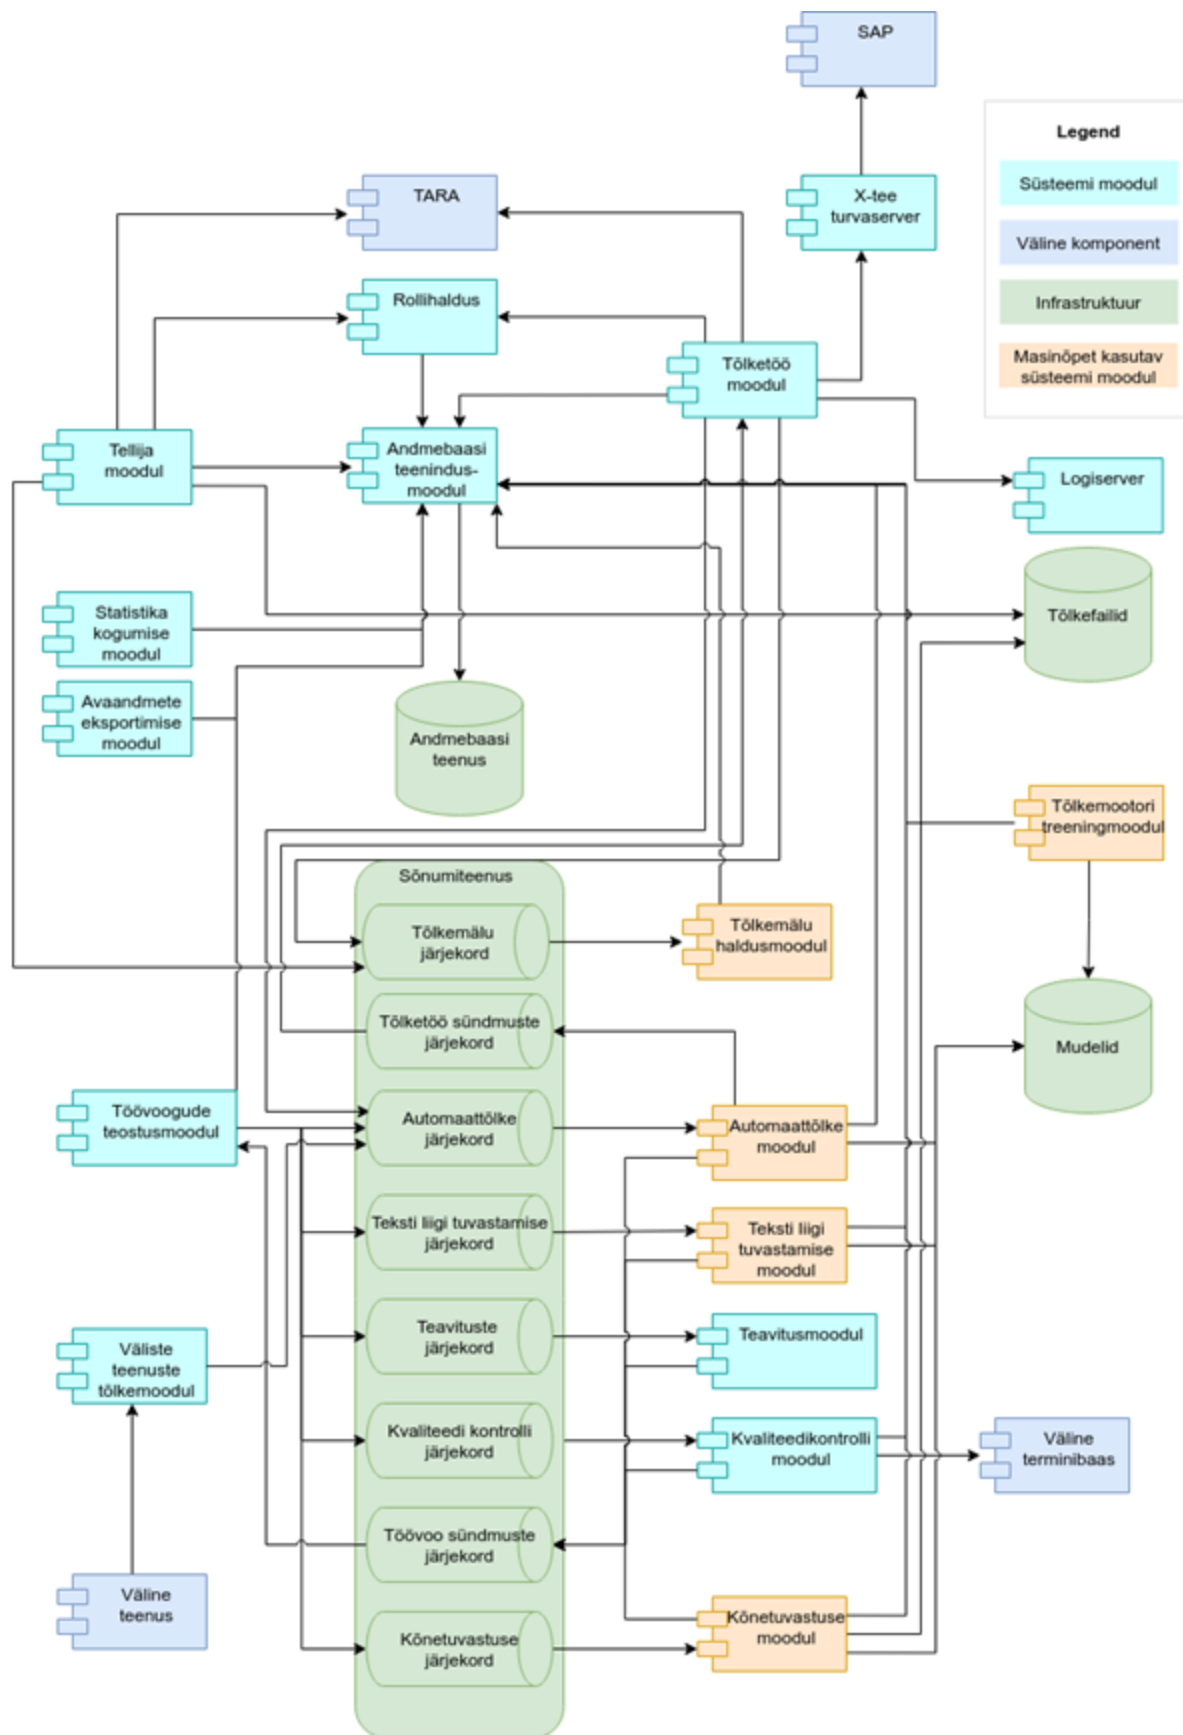 SAP
Legend
Süsteemi moodul
Väline komponent
Infrastruktuur
Masinõpet kasutav
süsteemi moodul
TARA
X-tee
turvaserver
Rollihaldus
Tõlketöö
moodul
Tellija
moodul
Andmebaasi
teenindus-
moodul
Logiserver
Statistika
kogumise
moodul
Tõlkefailid
Avaandmete
eksportimise
moodul
Andmebaasi
teenus
Tõlkemootori
treeningmoodul
Sõnumiteenus
Tõlkemälu
järjekord
Tõlkemälu
haldusmoodul
Tõlketöö sündmuste
järjekord
Mudelid
Töövoogude
teostusmoodul
Automaattõlke
järjekord
Automaattõlke
moodul
Teksti liigi tuvastamise
järjekord
Teksti liigi
tuvastamise
moodul
Väliste
teenuste
tõlkemoodul
Teavituste
järjekord
Teavitusmoodul
Kvaliteedi kontrolli
järjekord
Kvaliteedikontrolli
moodul
Väline
terminibaas
Töövoo sündmuste
järjekord
Väline
teenus
Kõnetuvastuse
järjekord
Kõnetuvastuse
moodul